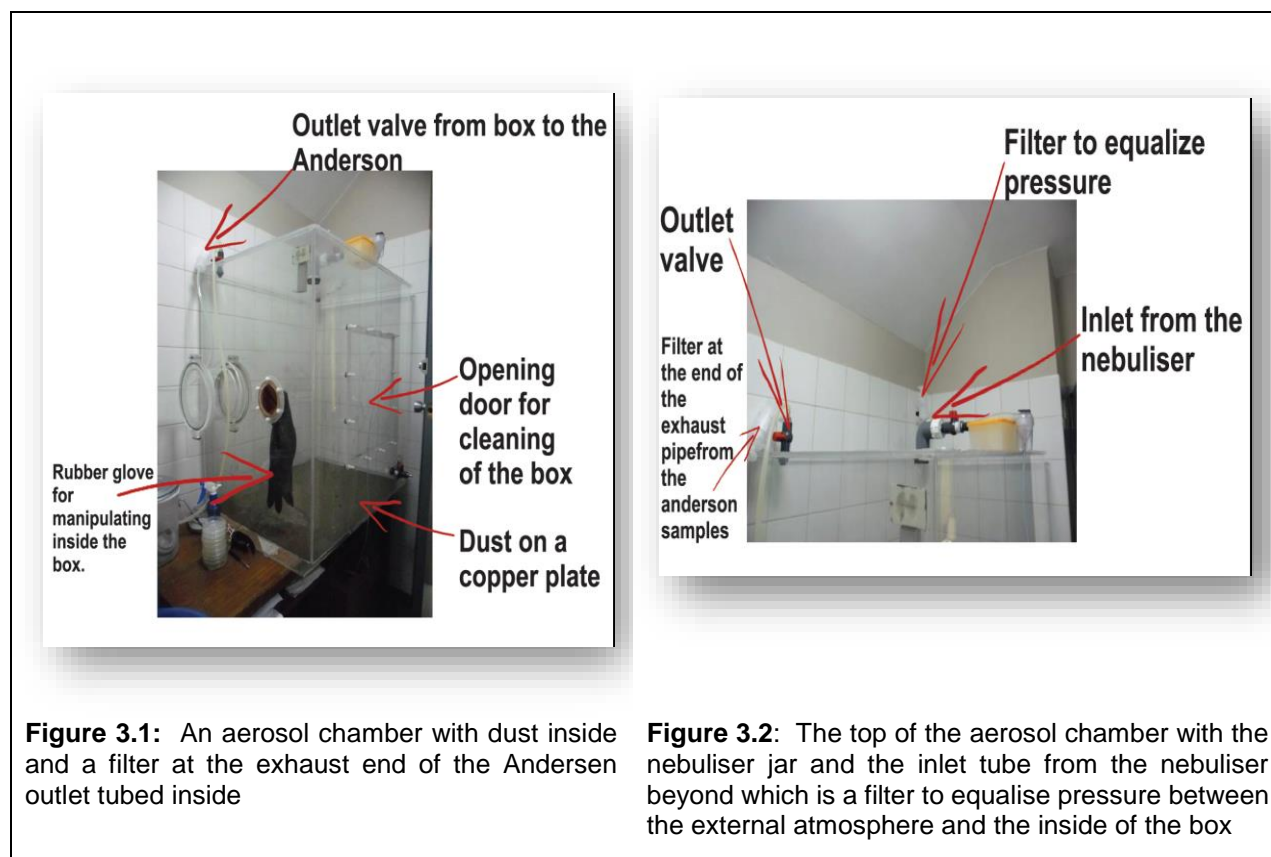 Outlet valve from box to the
Anderson
Opening
door for
cleaning
of the box
Rubber glove
for
manipulating
inside the
box.
Dust on a
copper plate
Figure 3.1: An aerosol chamber with dust inside
and a filter at the exhaust end of the Andersen
outlet tubed inside
Filter to equalize
pressure
Outlet
valve
Inlet from the
nebuliser
Filter at
the end of
the
exhaust
pipefrom
the
anderson
samples
Figure 3.2: The top of the aerosol chamber with the
nebuliser jar and the inlet tube from the nebuliser
beyond which is a filter to equalise pressure between
the external atmosphere and the inside of the box